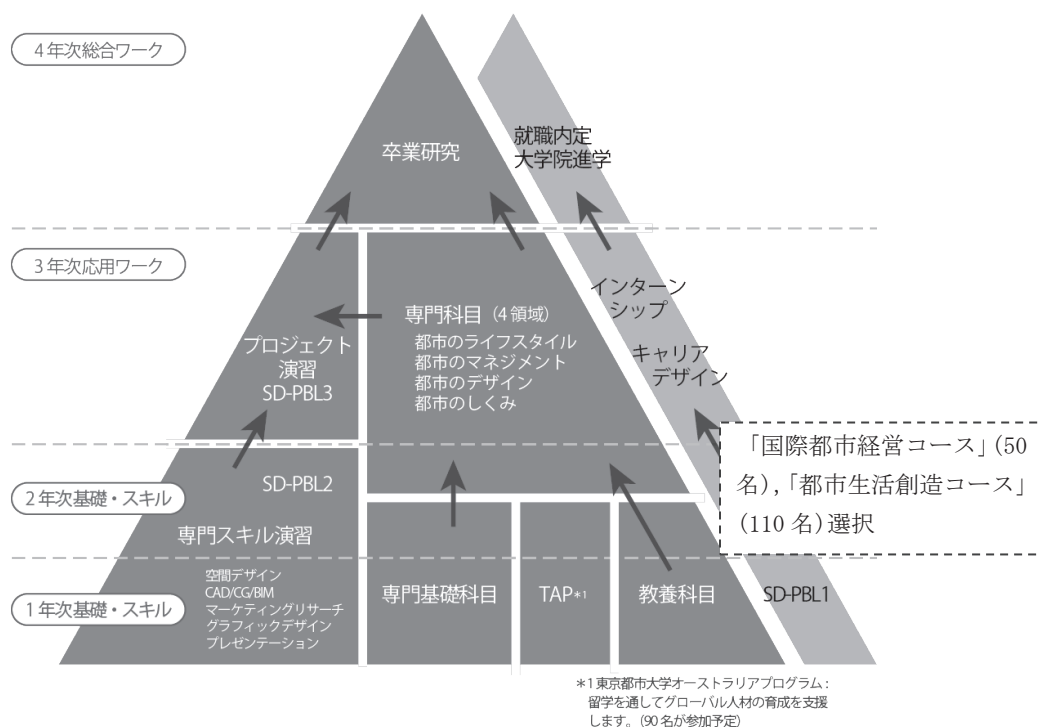 4年次総合ワーク
卒業研究
就職内定
大学院進学
3年次応用ワーク
インターン
シップ
キャリア
デザイン
専門科目（4領域）
都市のライフスタイル
都市のマネジメント
都市のデザイン
都市のしくみ
プロジェクト
演習
SD-PBL3
「国際都市経営コース」(50
名),「都市生活創造コース」
(110 名)選択
2年次基礎・スキル
SD-PBL2
専門スキル演習
1年次基礎・スキル
空間デザイン
CAD/CG/BIM
マーケティングリサーチ
グラフィックデザイン
プレゼンテーション
専門基礎科目
TAP*1
教養科目
SD-PBL1
*1 東京都市大学オーストラリアプログラム：
留学を通してグローバル人材の育成を支援
します。（90名が参加予定）